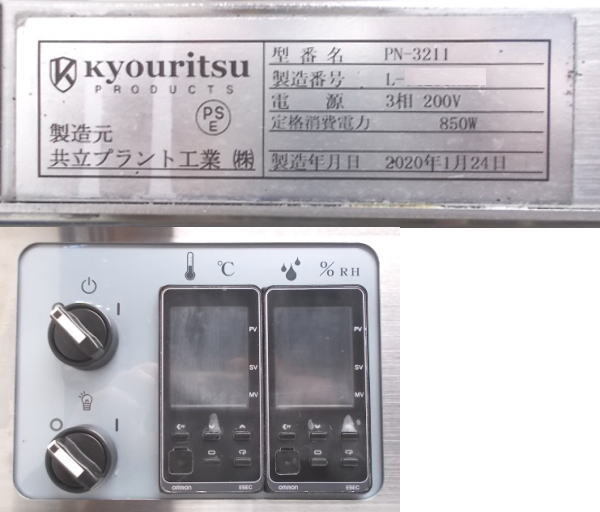 Kyouritsu
PRODUCTS
PS
E
製造元
共立プラント工業 ㈱
型番名 PN-3211
製造番号 L-
電源 3相 200V
定格消費電力 850W
製造年月日 2020年1月24日
℃ % RH
I
PV PV
SV SV
MV MV
O I
OMRON E5EC OMRON E5EC